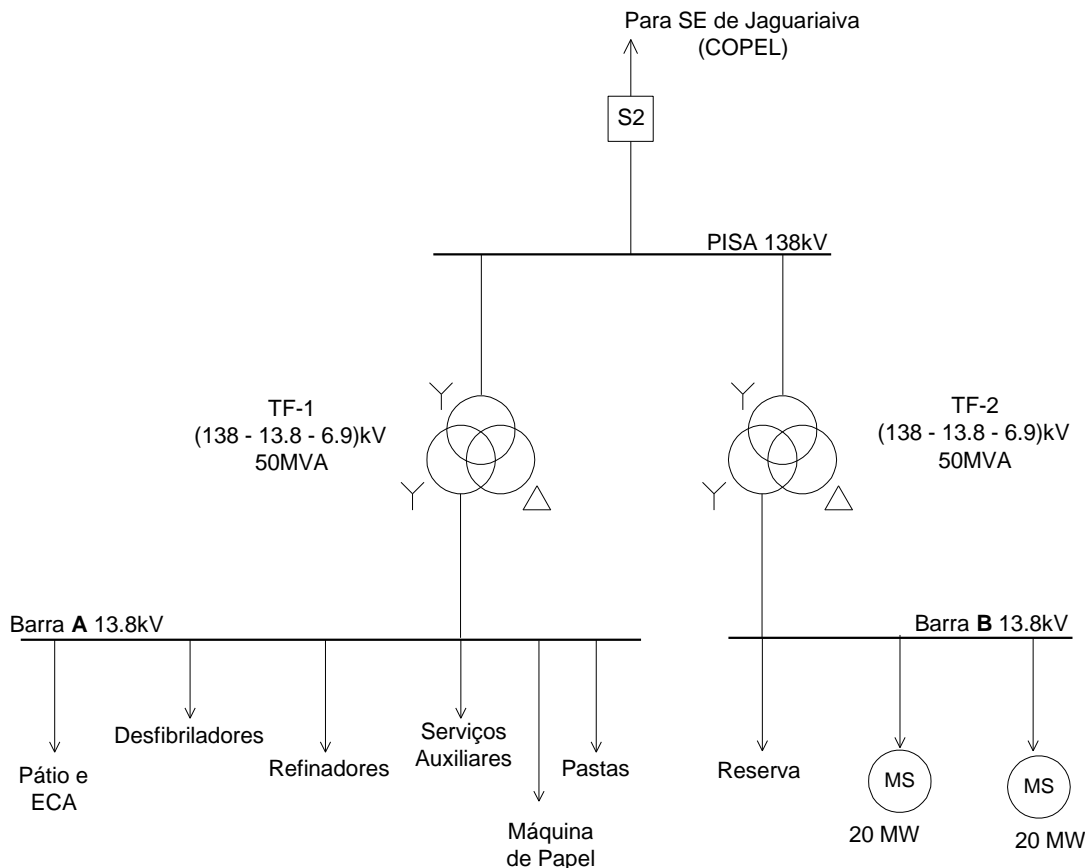 Para SE de Jaguariaiva
(COPEL)
S2
PISA 138kV
TF-1
(138 - 13.8 - 6.9)kV
50MVA
TF-2
(138 - 13.8 - 6.9)kV
50MVA
Barra A 13.8kV
Barra B 13.8kV
Pátio e
ECA
Desfibriladores
Refinadores
Serviços
Auxiliares
Máquina
de Papel
Pastas
Reserva
MS
20 MW
MS
20 MW